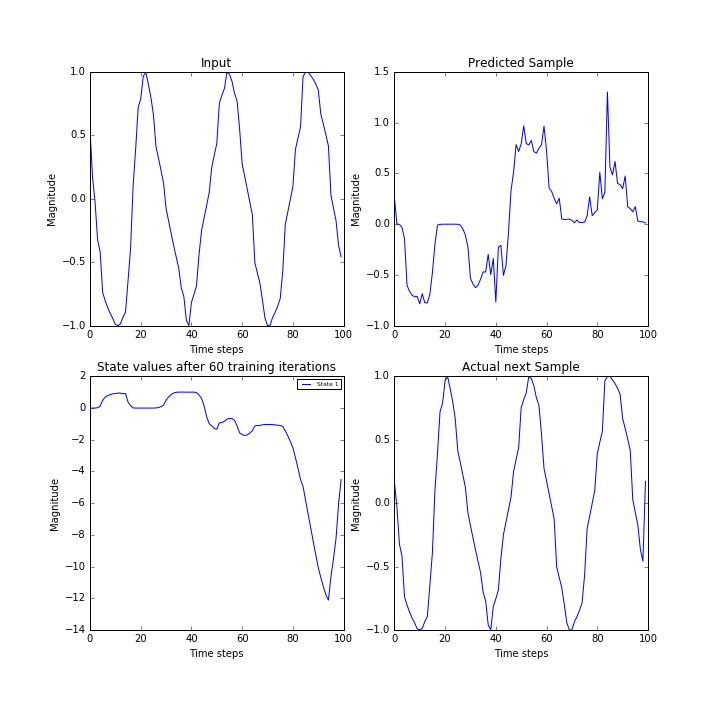 Input
Magnitude
1.0
0.5
0.0
−0.5
−1.0
0 20 40 60 80 100
Time steps
Predicted Sample
Magnitude
1.5
1.0
0.5
0.0
−0.5
−1.0
0 20 40 60 80 100
Time steps
State values after 60 training iterations
Magnitude
2
0
−2
−4
−6
−8
−10
−12
−14
State 1
0 20 40 60 80 100
Time steps
Actual next Sample
Magnitude
1.0
0.5
0.0
−0.5
−1.0
0 20 40 60 80 100
Time steps